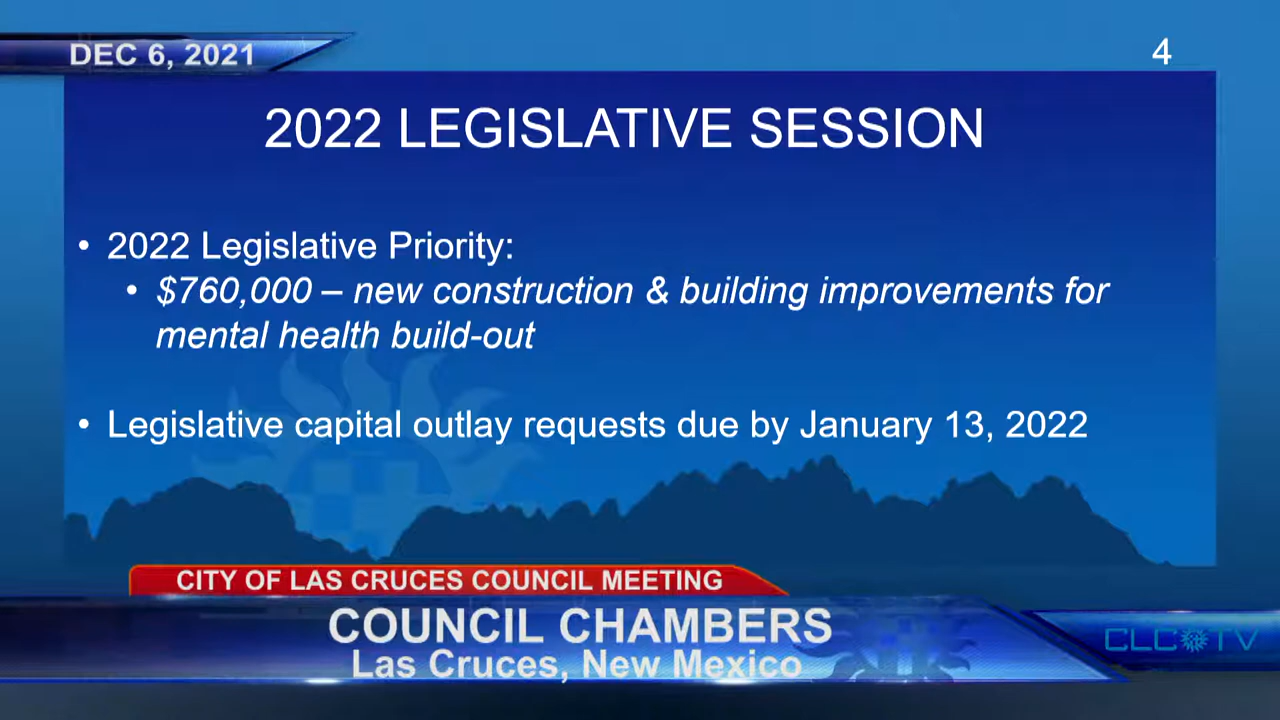 DEC 6, 2021
4
2022 LEGISLATIVE SESSION
• 2022 Legislative Priority:
• $760,000 – new construction & building improvements for
mental health build-out
• Legislative capital outlay requests due by January 13, 2022
CITY OF LAS CRUCES COUNCIL MEETING
COUNCIL CHAMBERS
Las Cruces, New Mexico
CLC TV